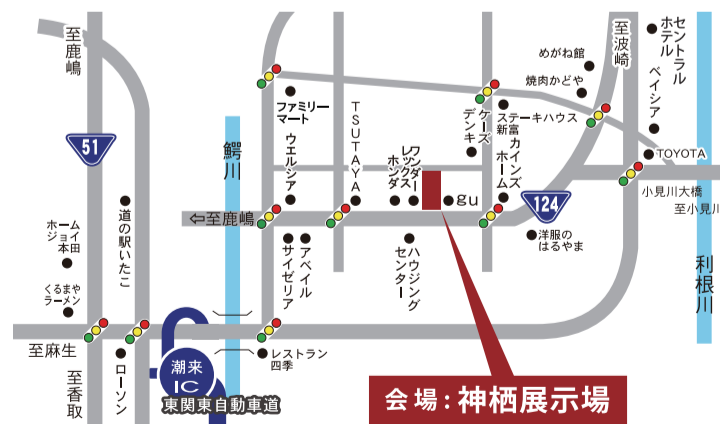 至鹿嶋
51
鰐川
ファミリー
マート
ウエルシア
TSUTAYA
ホンダ
ワンダー
レックス
gu
ケーズ
デンキ
ステーキハウス
新富
カインズ
ホーム
めがね館
焼肉かどや
至波崎
セントラル
ホテル
ベイシア
TOYOTA
小見川大橋
至小見川
利根川
124
洋服の
はるやま
⇦至鹿嶋
アベイル
サイゼリア
ハウジング
センター
道の駅いたこ
ホーム
ジョイ
本田
くるまや
ラーメン
至麻生
至香取
ローソン
潮来
IC
東関東自動車道
レストラン
四季
会場：神栖展示場